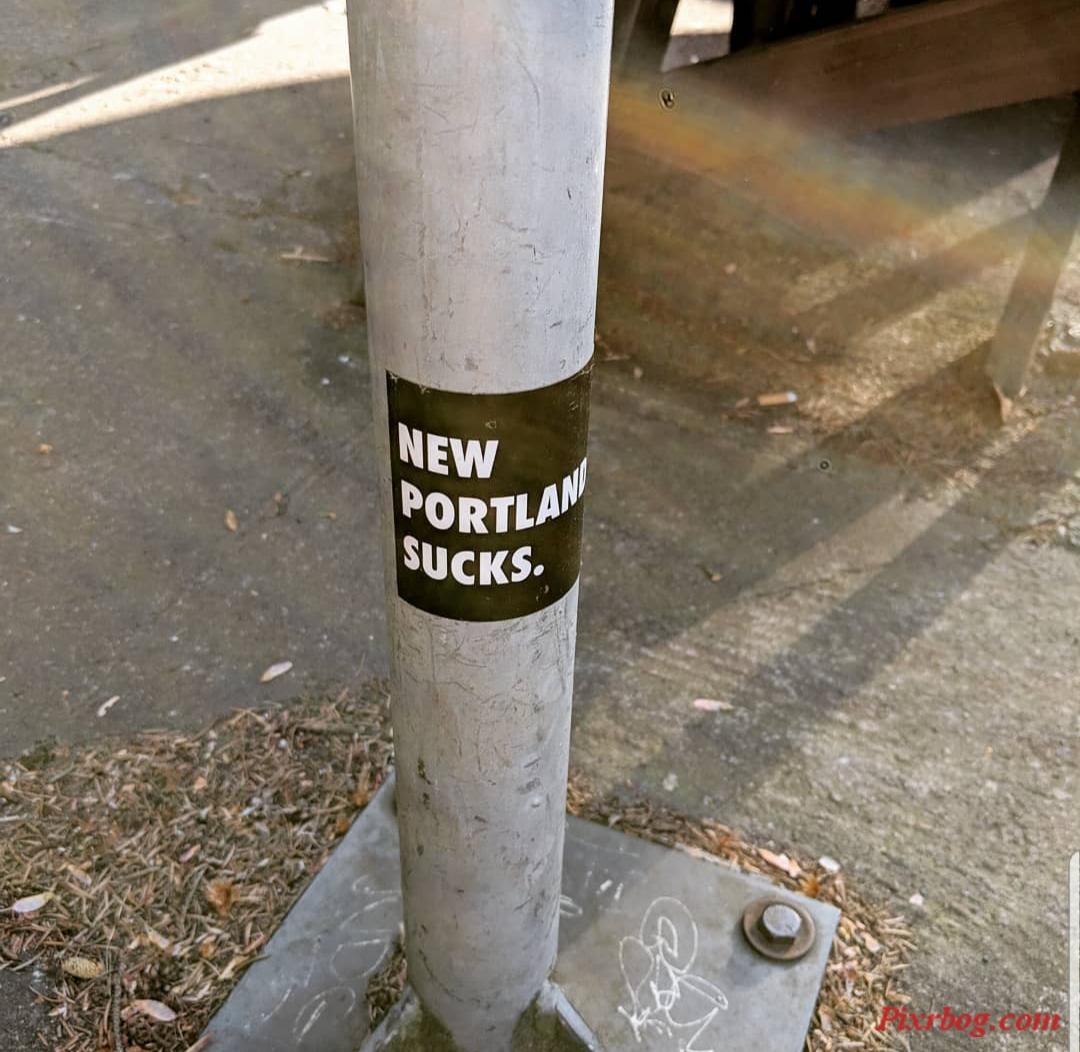 NEW
PORTLAND
SUCKS.
Pixrbog.com